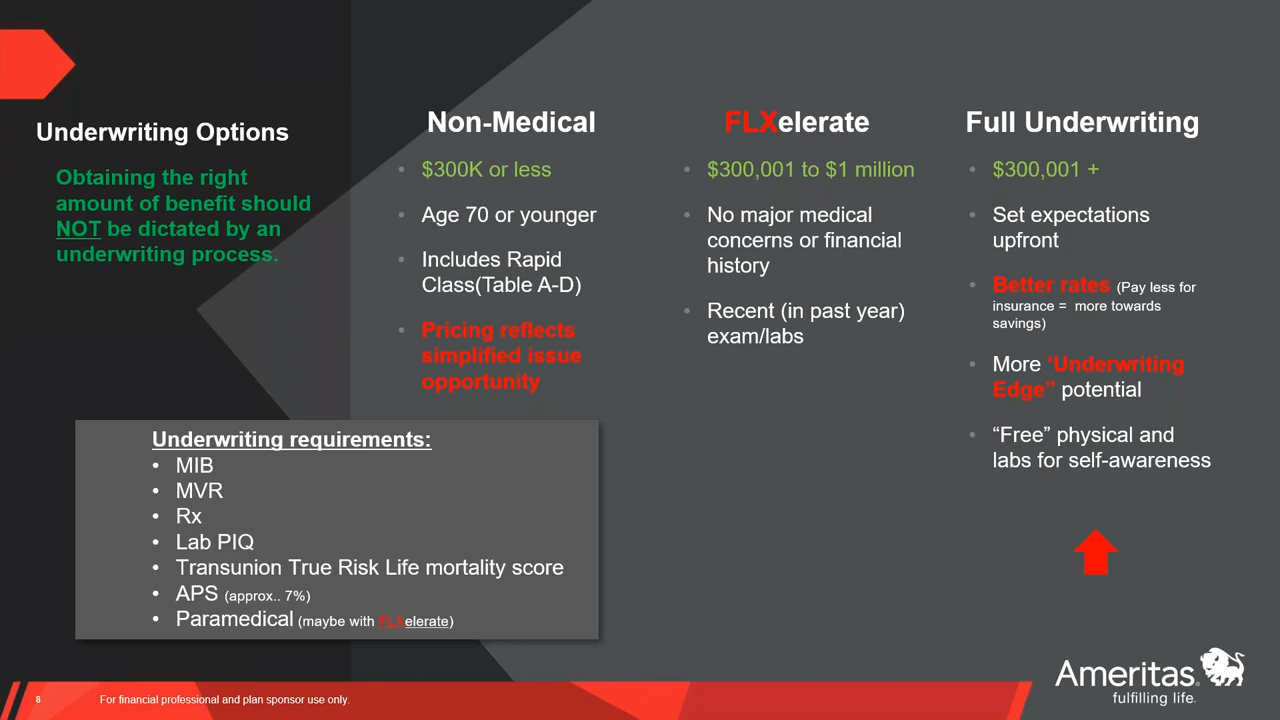 Underwriting Options
Obtaining the right
amount of benefit should
NOT be dictated by an
underwriting process.
Non-Medical
• $300K or less
• Age 70 or younger
• Includes Rapid
Class(Table A-D)
• Pricing reflects
simplified issue
opportunity
FLXelerate
• $300,001 to $1 million
• No major medical
concerns or financial
history
• Recent (in past year)
exam/labs
Full Underwriting
• $300,001 +
• Set expectations
upfront
• Better rates (Pay less for
insurance = more towards
savings)
• More ‘Underwriting
Edge” potential
• “Free” physical and
labs for self-awareness
Underwriting requirements:
• MIB
• MVR
• Rx
• Lab PIQ
• Transunion True Risk Life mortality score
• APS (approx.. 7%)
• Paramedical (maybe with FLXelerate)
Ameritas
fulfilling life.
8
For financial professional and plan sponsor use only.